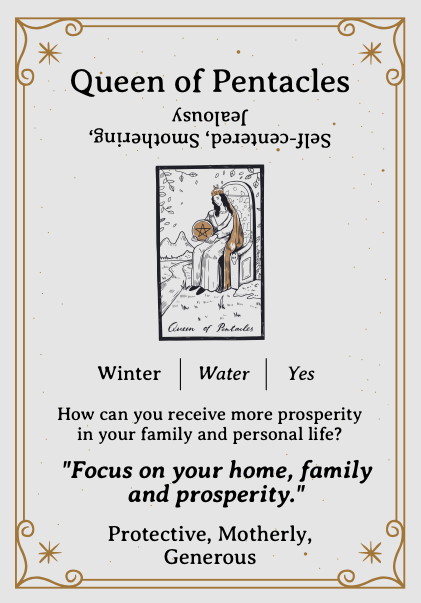 Queen of Pentacles
Self-centered, Smothering,
Jealousy
Queen of Pentacles
Winter | Water | Yes
How can you receive more prosperity
in your family and personal life?
"Focus on your home, family
and prosperity."
Protective, Motherly,
Generous